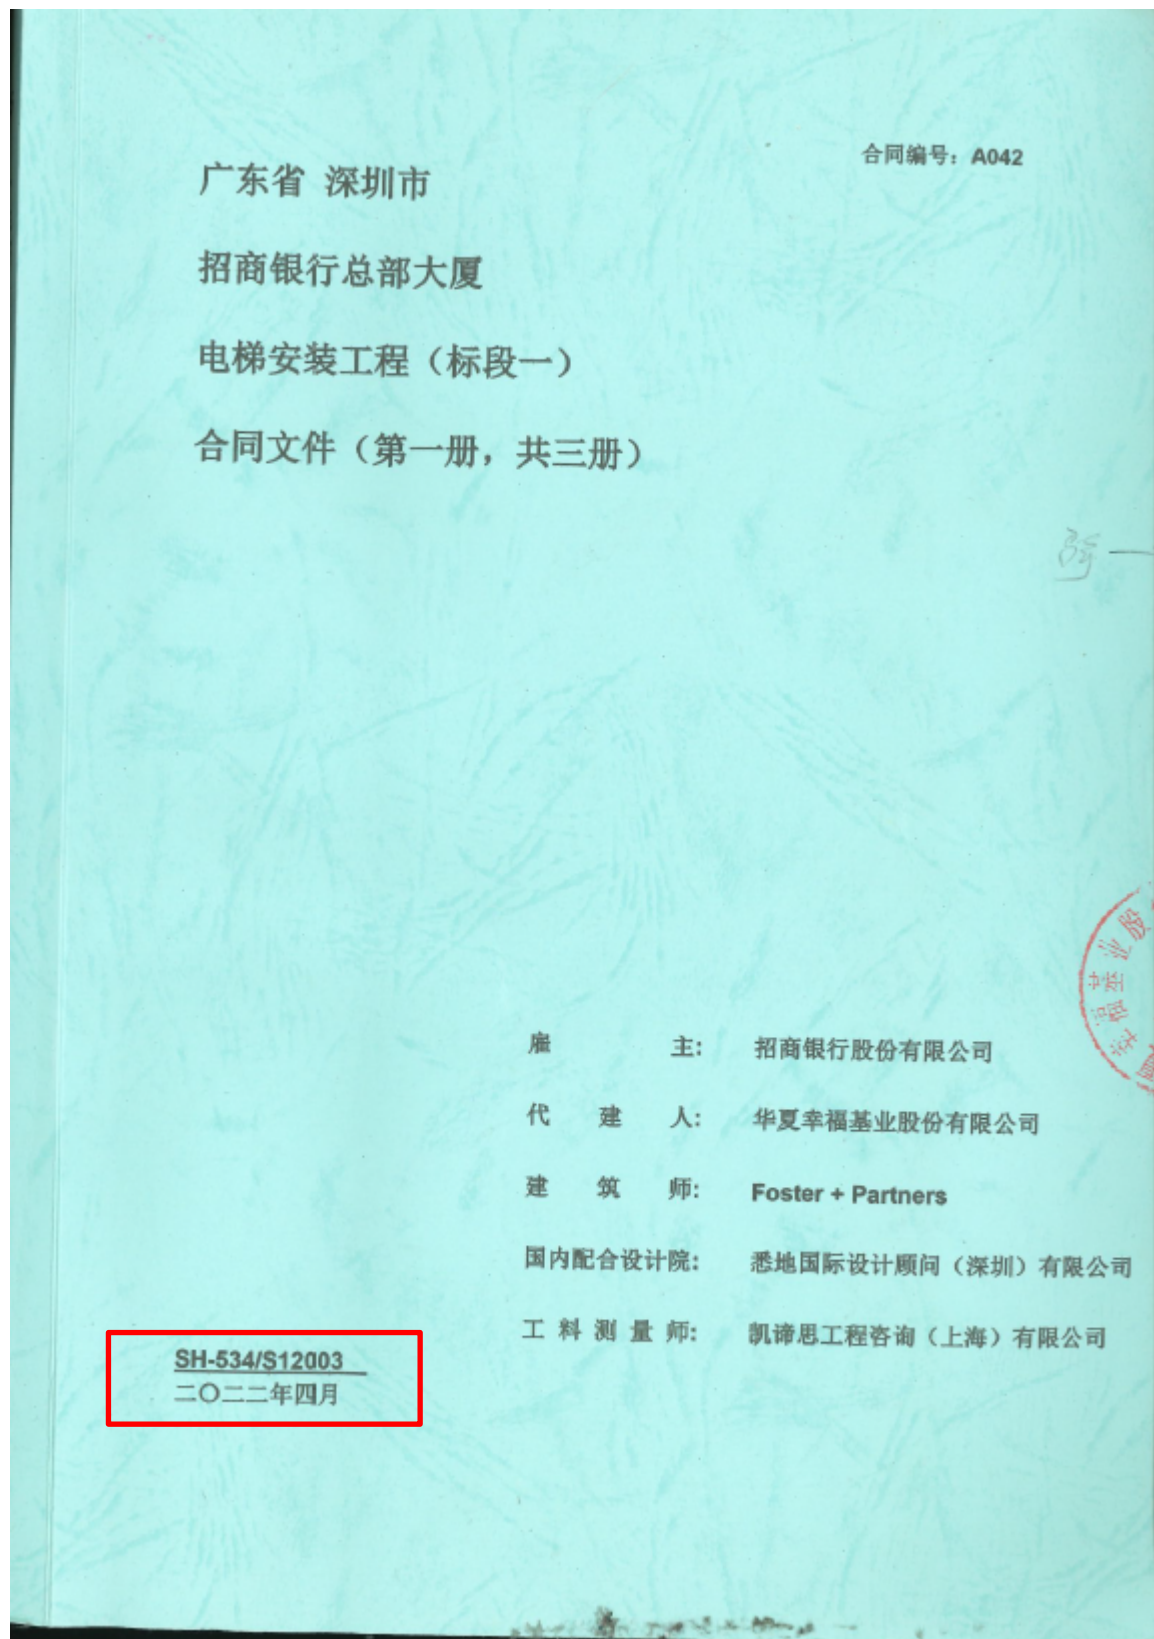 合同编号：A042
广东省 深圳市
招商银行总部大厦
电梯安装工程（标段一）
合同文件（第一册，共三册）
雇主: 招商银行股份有限公司
代建人: 华夏幸福基业股份有限公司
建筑师: Foster + Partners
国内配合设计院: 悉地国际设计顾问（深圳）有限公司
工料测量师: 凯谛思工程咨询（上海）有限公司
SH-534/S12003
二〇二二年四月
幸福基业股